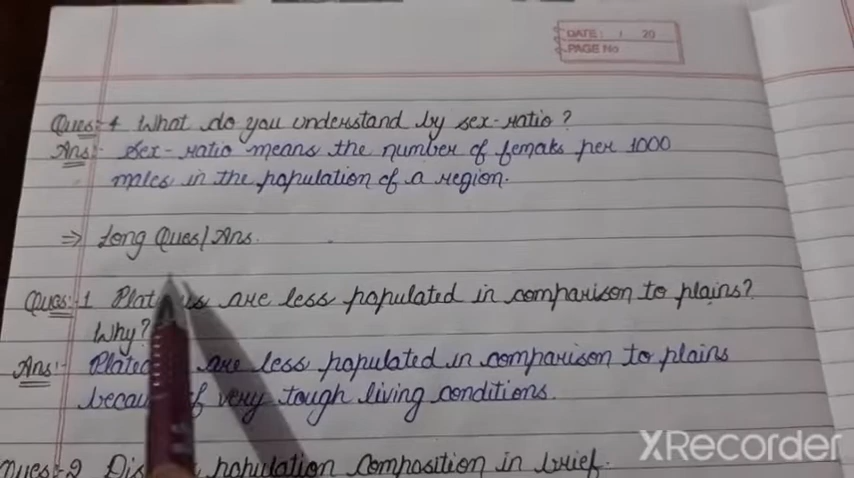 DATE: / 20
PAGE No
Ques:-4 What do you understand by sex-ratio?
Ans:- Sex-ratio means the number of females per 1000
males in the population of a region.
⇒ Long Ques/Ans.
Ques:-1 are less populated in comparison to plains?
Why?
Ans:- are less populated in comparison to plains
of very tough living conditions.
Ques:-2 population composition in brief.
XRecorder